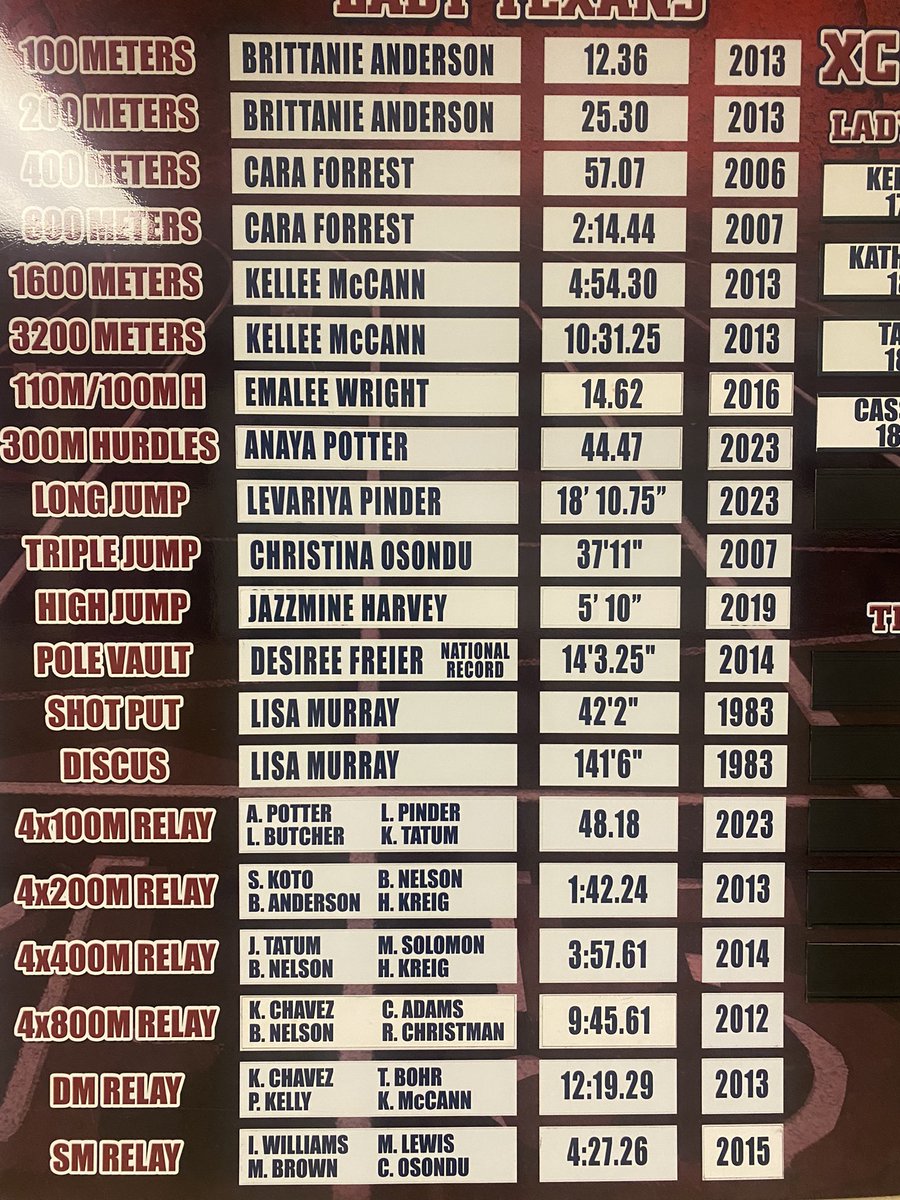 LADY TEXANS
100 METERS BRITTANIE ANDERSON 12.36 2013
200 METERS BRITTANIE ANDERSON 25.30 2013
400 METERS CARA FORREST 57.07 2006
800 METERS CARA FORREST 2:14.44 2007
1600 METERS KELLEE McCANN 4:54.30 2013
3200 METERS KELLEE McCANN 10:31.25 2013
110M/100M H EMALEE WRIGHT 14.62 2016
300M HURDLES ANAYA POTTER 44.47 2023
LONG JUMP LEVARIYA PINDER 18’ 10.75” 2023
TRIPLE JUMP CHRISTINA OSONDU 37'11" 2007
HIGH JUMP JAZZMINE HARVEY 5’ 10” 2019
POLE VAULT DESIREE FREIER NATIONAL RECORD 14'3.25" 2014
SHOT PUT LISA MURRAY 42'2" 1983
DISCUS LISA MURRAY 141'6" 1983
4x100M RELAY A. POTTER L. PINDER 48.18 2023
L. BUTCHER K. TATUM
4x200M RELAY S. KOTO B. NELSON 1:42.24 2013
B. ANDERSON H. KREIG
4x400M RELAY J. TATUM M. SOLOMON 3:57.61 2014
B. NELSON H. KREIG
4x800M RELAY K. CHAVEZ C. ADAMS 9:45.61 2012
B. NELSON R. CHRISTMAN
DM RELAY K. CHAVEZ T. BOHR 12:19.29 2013
P. KELLY K. McCANN
SM RELAY I. WILLIAMS M. LEWIS 4:27.26 2015
M. BROWN C. OSONDU
XC
LADY